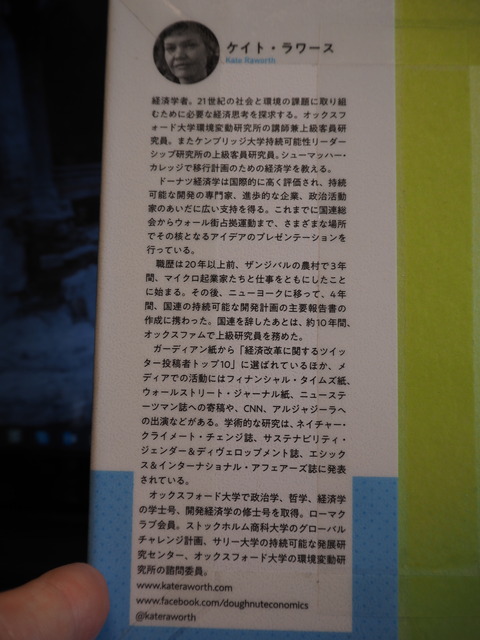 ケイト・ラワース
Kate Raworth
経済学者。21世紀の社会と環境の課題に取り組
むために必要な経済思考を探求する。オックスフ
ォード大学環境変動研究所の講師兼上級客員研
究員。またケンブリッジ大学持続可能性リーダー
シップ研究所の上級客員研究員。シューマッハー・
カレッジで移行計画のための経済学を教える。
ドーナツ経済学は国際的に高く評価され、持続
可能な開発の専門家、進歩的な企業、政治活動
家のあいだに広い支持を得る。これまでに国連総
会からウォール街占拠運動まで、さまざまな場所
でその核となるアイデアのプレゼンテーションを
行っている。
職歴は20年以上前、ザンジバルの農村で3年
間、マイクロ起業家たちと仕事をともにしたこと
に始まる。その後、ニューヨークに移って、4年
間、国連の持続可能な開発計画の主要報告書の
作成に携わった。国連を辞したあとは、約10年間、
オックスファムで上級研究員を務めた。
ガーディアン紙から「経済改革に関するツイッ
ター投稿者トップ10」に選ばれているほか、メ
ディアでの活動にはフィナンシャル・タイムズ紙、
ウォールストリート・ジャーナル紙、ニューステ
ーツマン誌への寄稿や、CNN、アルジャジーラへ
の出演などがある。学術的な研究は、ネイチャー・
クライメート・チェンジ誌、サステナビリティ・
ジェンダー&ディヴェロップメント誌、エシック
ス&インターナショナル・アフェアーズ誌に発表
されている。
オックスフォード大学で政治学、哲学、経済学
の学士号、開発経済学の修士号を取得。ローマク
ラブ会員。ストックホルム商科大学のグローバル
チャレンジ計画、サリー大学の持続可能な発展研
究センター、オックスフォード大学の環境変動研
究所の諮問委員。
www.kateraworth.com
www.facebook.com/doughnuteconomics
@kateraworth